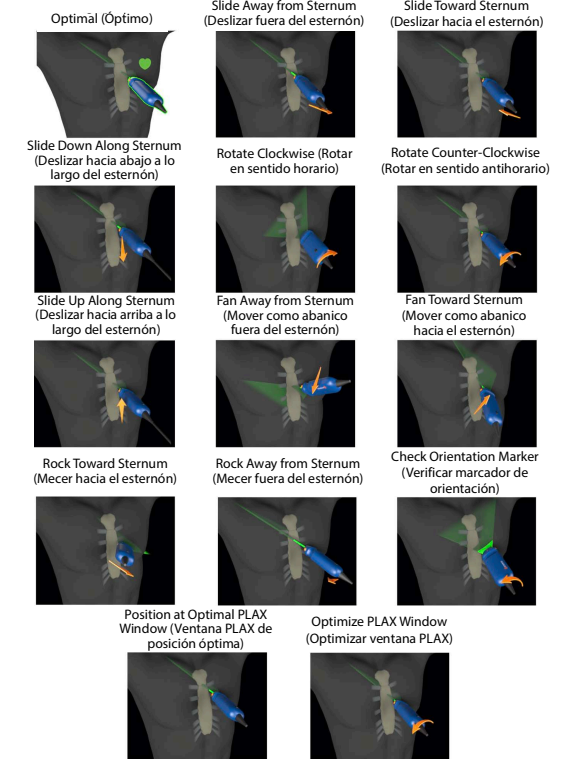 Optimal (Óptimo)
Slide Away from Sternum
(Deslizar fuera del esternón)
Slide Toward Sternum
(Deslizar hacia el esternón)
Slide Down Along Sternum
(Deslizar hacia abajo a lo
largo del esternón)
Rotate Clockwise (Rotar
en sentido horario)
Rotate Counter-Clockwise
(Rotar en sentido antihorario)
Slide Up Along Sternum
(Deslizar hacia arriba a lo
largo del esternón)
Fan Away from Sternum
(Mover como abanico
fuera del esternón)
Fan Toward Sternum
(Mover como abanico
hacia el esternón)
Rock Toward Sternum
(Mecer hacia el esternón)
Rock Away from Sternum
(Mecer fuera del esternón)
Check Orientation Marker
(Verificar marcador de
orientación)
Position at Optimal PLAX
Window (Ventana PLAX de
posición óptima)
Optimize PLAX Window
(Optimizar ventana PLAX)